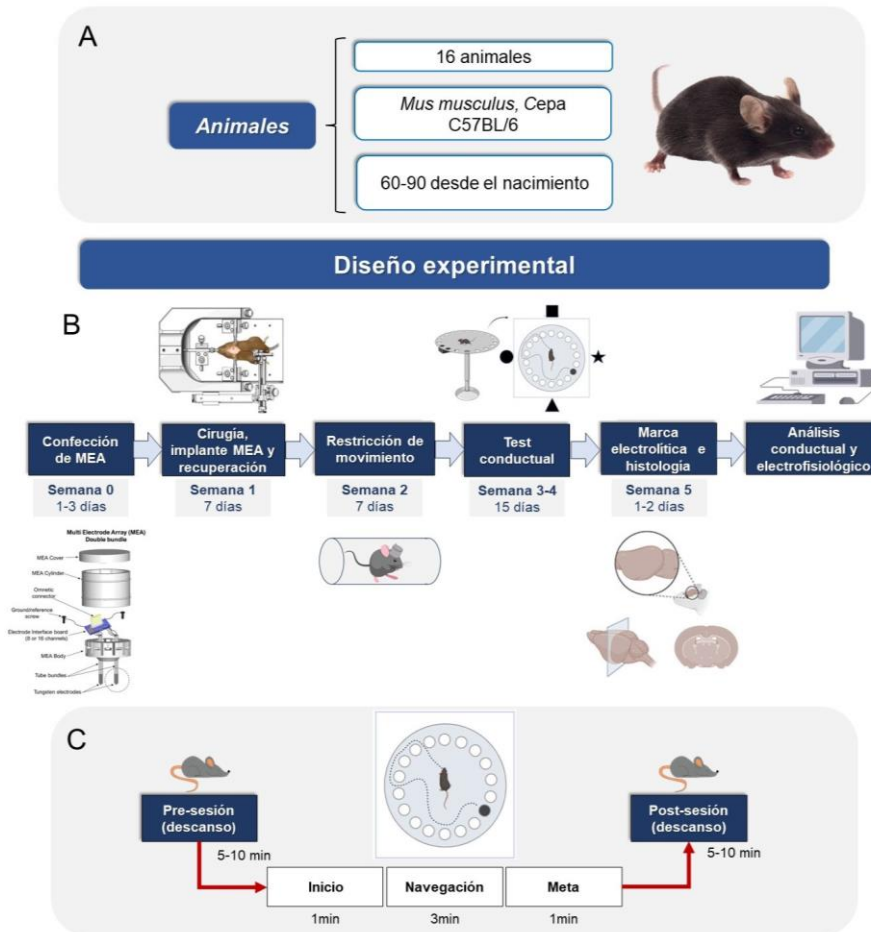 A
Animales
16 animales
Mus musculus, Cepa
C57BL/6
60-90 desde el nacimiento
Diseño experimental
B
Confección
de MEA
Semana 0
1-3 días
Cirugía,
implante MEA y
recuperación
Semana 1
7 días
Restricción de
movimiento
Semana 2
7 días
Test
conductual
Semana 3-4
15 días
Marca
electrolítica e
histología
Semana 5
1-2 días
Análisis
conductual y
electrofisiológico
Multi Electrode Array (MEA)
Double bundle
MEA Cover
MEA Cylinder
Omnetic
connector
Ground/reference
screw
Electrode Interface board
(8 or 16 channels)
MEA Body
Tube bundles
Tungsten electrodes
C
Pre-sesión
(descanso)
5-10 min
Inicio
1min
Navegación
3min
Meta
1min
Post-sesión
(descanso)
5-10 min